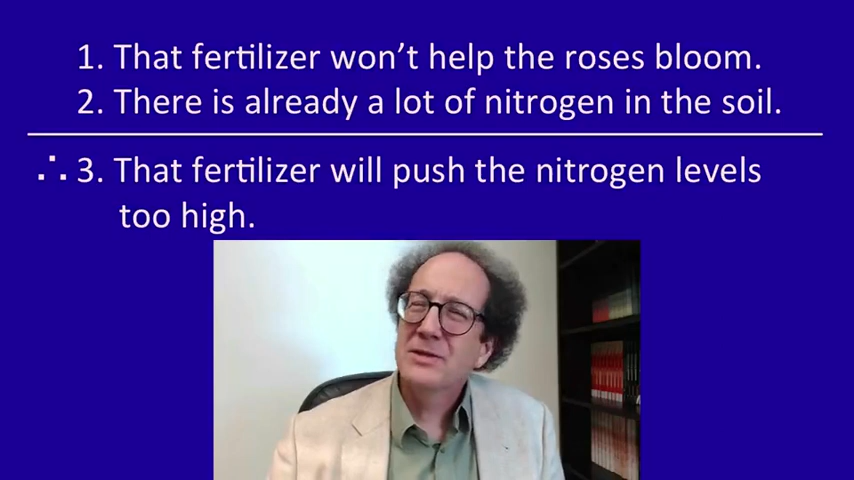 1. That fertilizer won’t help the roses bloom.
2. There is already a lot of nitrogen in the soil.
∴ 3. That fertilizer will push the nitrogen levels
too high.